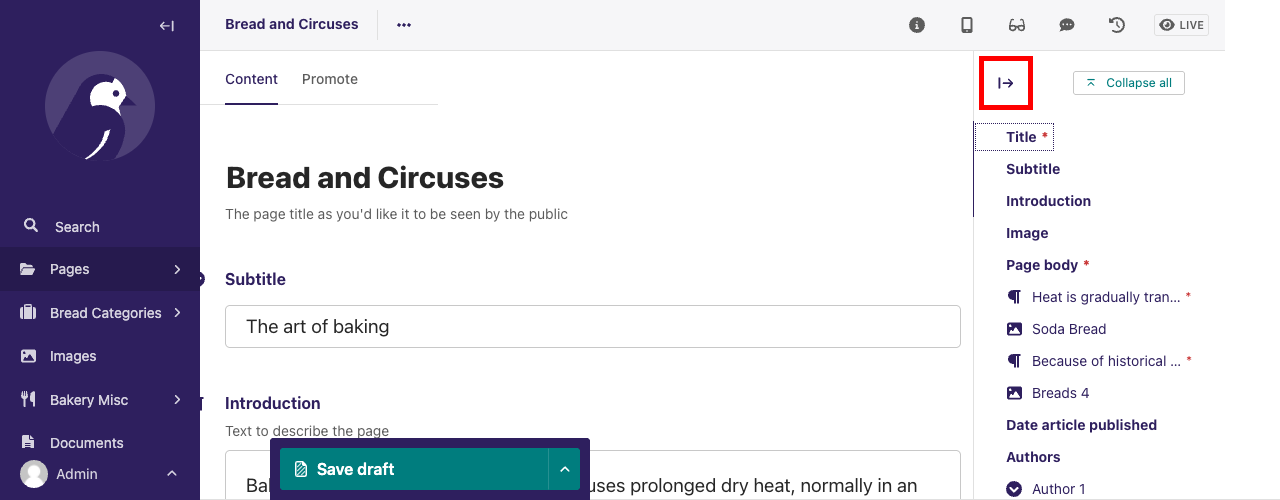 Bread and Circuses
LIVE
Content Promote
Collapse all
Bread and Circuses
The page title as you'd like it to be seen by the public
Subtitle
The art of baking
Introduction
Text to describe the page
uses prolonged dry heat, normally in an
Save draft
Search
Pages
Bread Categories
Images
Bakery Misc
Documents
Admin
Title *
Subtitle
Introduction
Image
Page body *
Heat is gradually tran... *
Soda Bread
Because of historical ... *
Breads 4
Date article published
Authors
Author 1